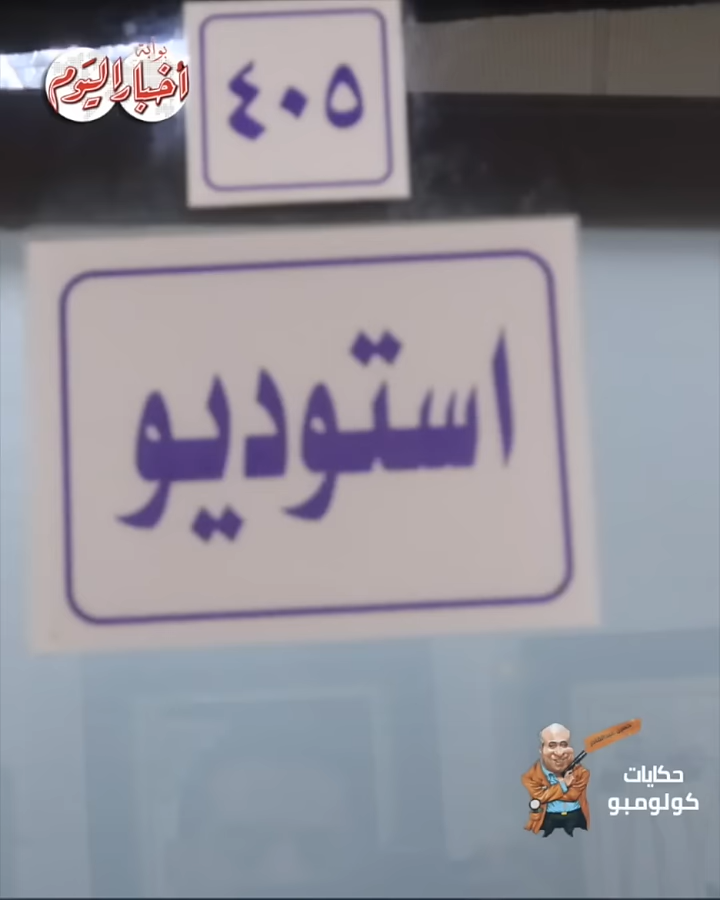 بوابة
أخبار اليوم
٤٠٥
استوديو
حكايات
كولومبو